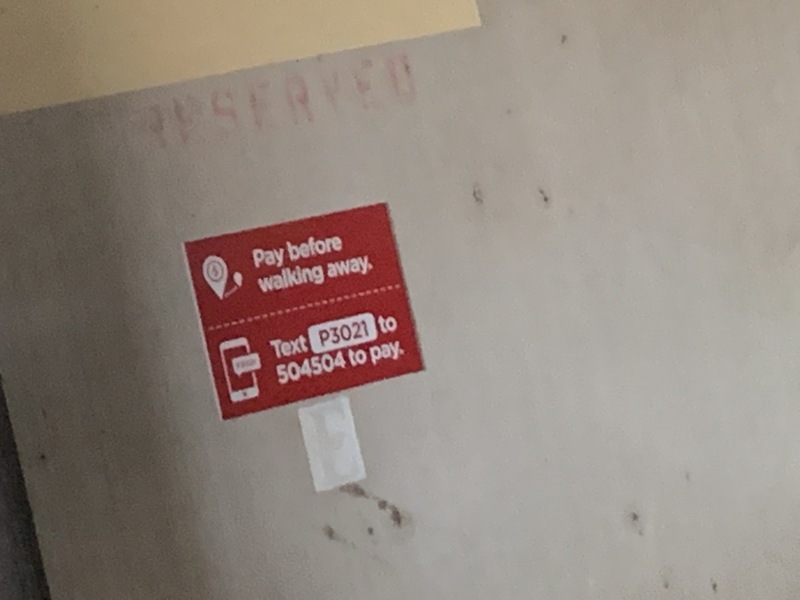 RESERVED
Pay before
walking away.
Text P3021 to
504504 to pay.